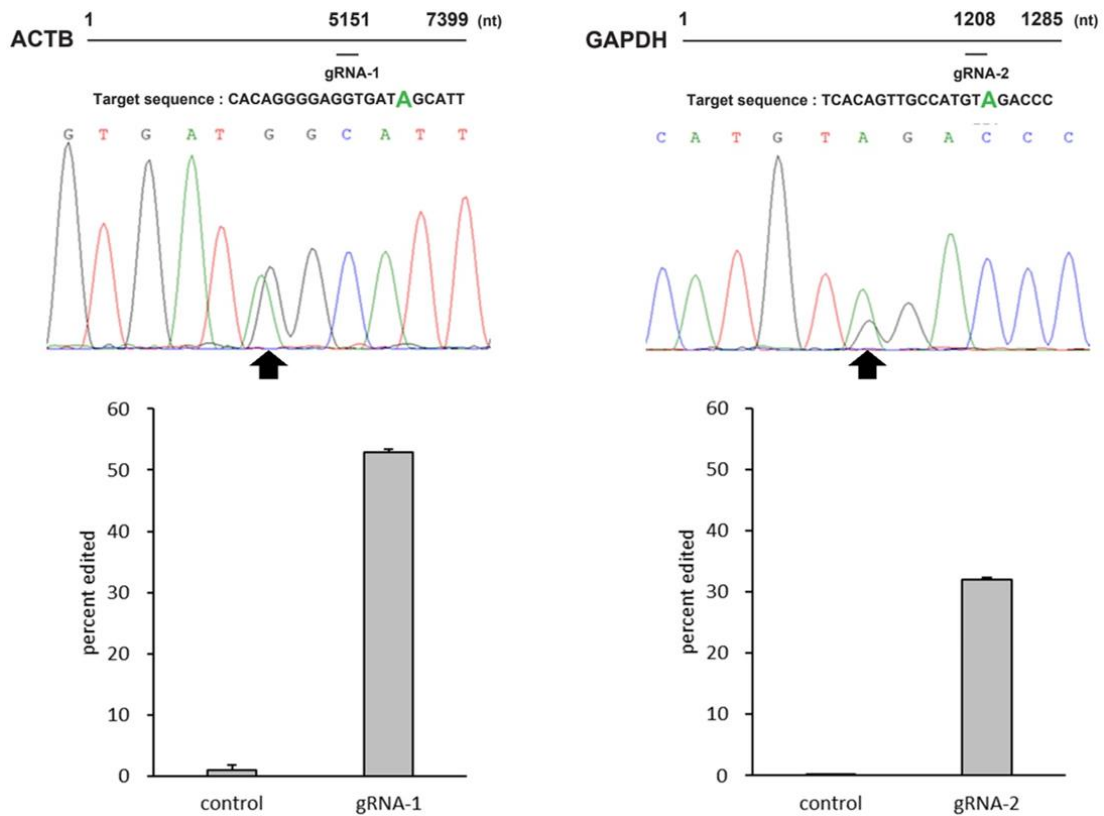 ACTB
1 5151 7399 (nt)
gRNA-1
Target sequence : CACAGGGGAGGTGATAGCATT
G T G A T G G C A T T
60
50
40
30
20
10
0
percent edited
control gRNA-1
GAPDH
1 1208 1285 (nt)
gRNA-2
Target sequence : TCACAGTTGCCATGTAGACCC
C A T G T A G A C C C
60
50
40
30
20
10
0
percent edited
control gRNA-2